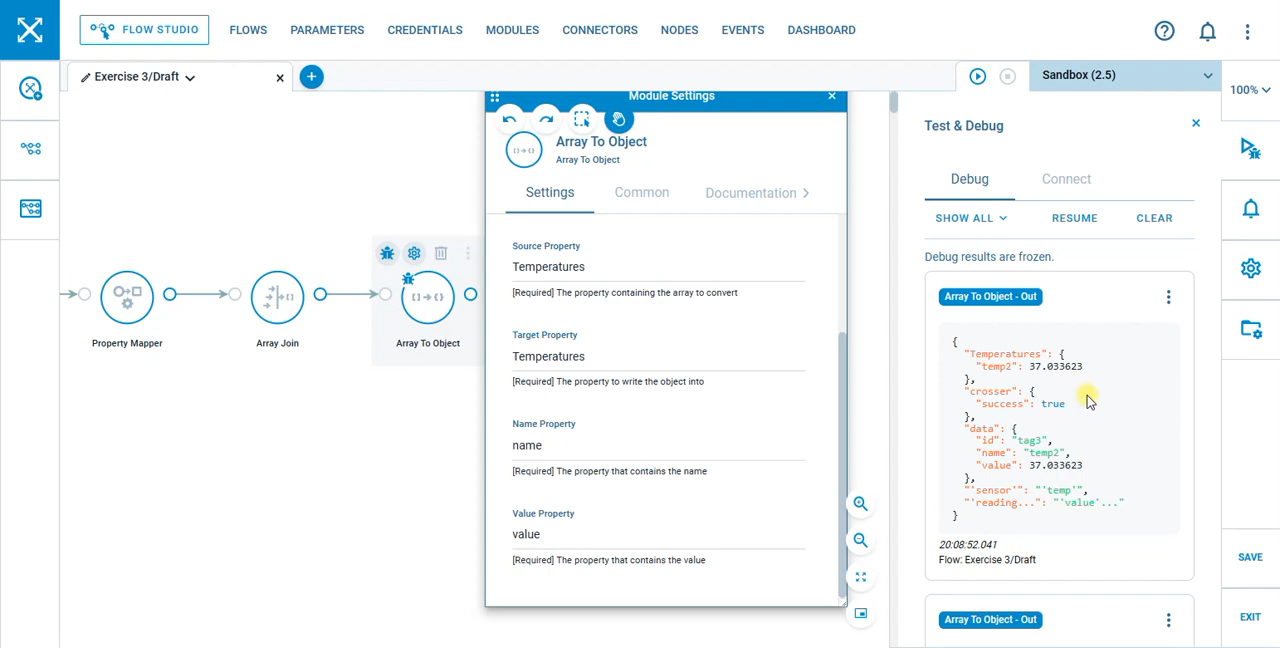 FLOW STUDIO
FLOWS
PARAMETERS
CREDENTIALS
MODULES
CONNECTORS
NODES
EVENTS
DASHBOARD
Exercise 3/Draft
Sandbox (2.5)
100%
Module Settings
Array To Object
Array To Object
Settings
Common
Documentation
Source Property
Temperatures
[Required] The property containing the array to convert
Target Property
Temperatures
[Required] The property to write the object into
Name Property
name
[Required] The property that contains the name
Value Property
value
[Required] The property that contains the value
Property Mapper
Array Join
Array To Object
Test & Debug
Debug
Connect
SHOW ALL
RESUME
CLEAR
Debug results are frozen.
Array To Object - Out
{
"Temperatures": {
"temp2": 37.033623
},
"crosser": {
"success": true
},
"data": {
"id": "tag3",
"name": "temp2",
"value": 37.033623
},
"'sensor'": "'temp'",
"'reading...": "'value'..."
}
20:08:52.041
Flow: Exercise 3/Draft
Array To Object - Out
SAVE
EXIT